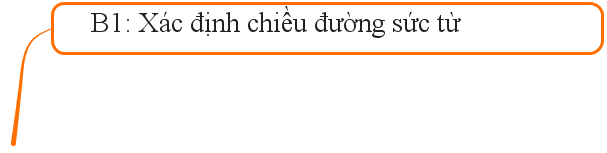 B1: Xác định chiều đường sức từ